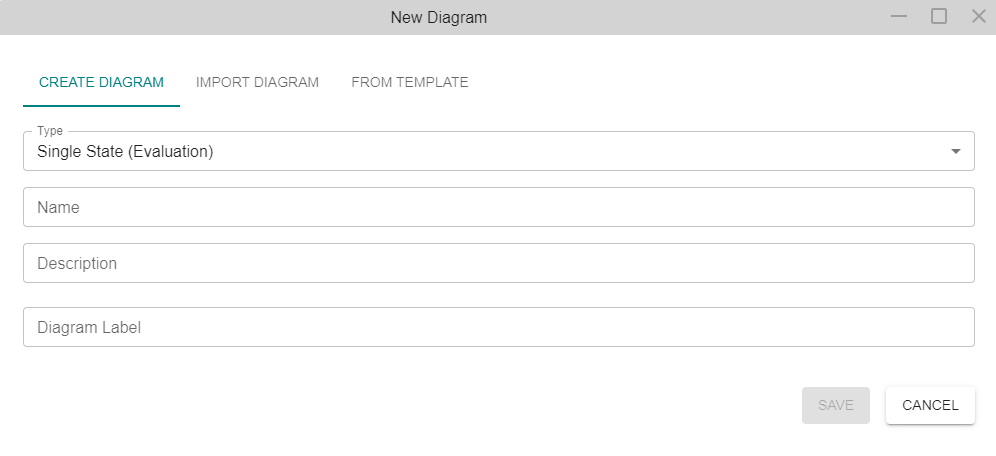 New Diagram
CREATE DIAGRAM IMPORT DIAGRAM FROM TEMPLATE
Type
Single State (Evaluation)
Name
Description
Diagram Label
SAVE CANCEL